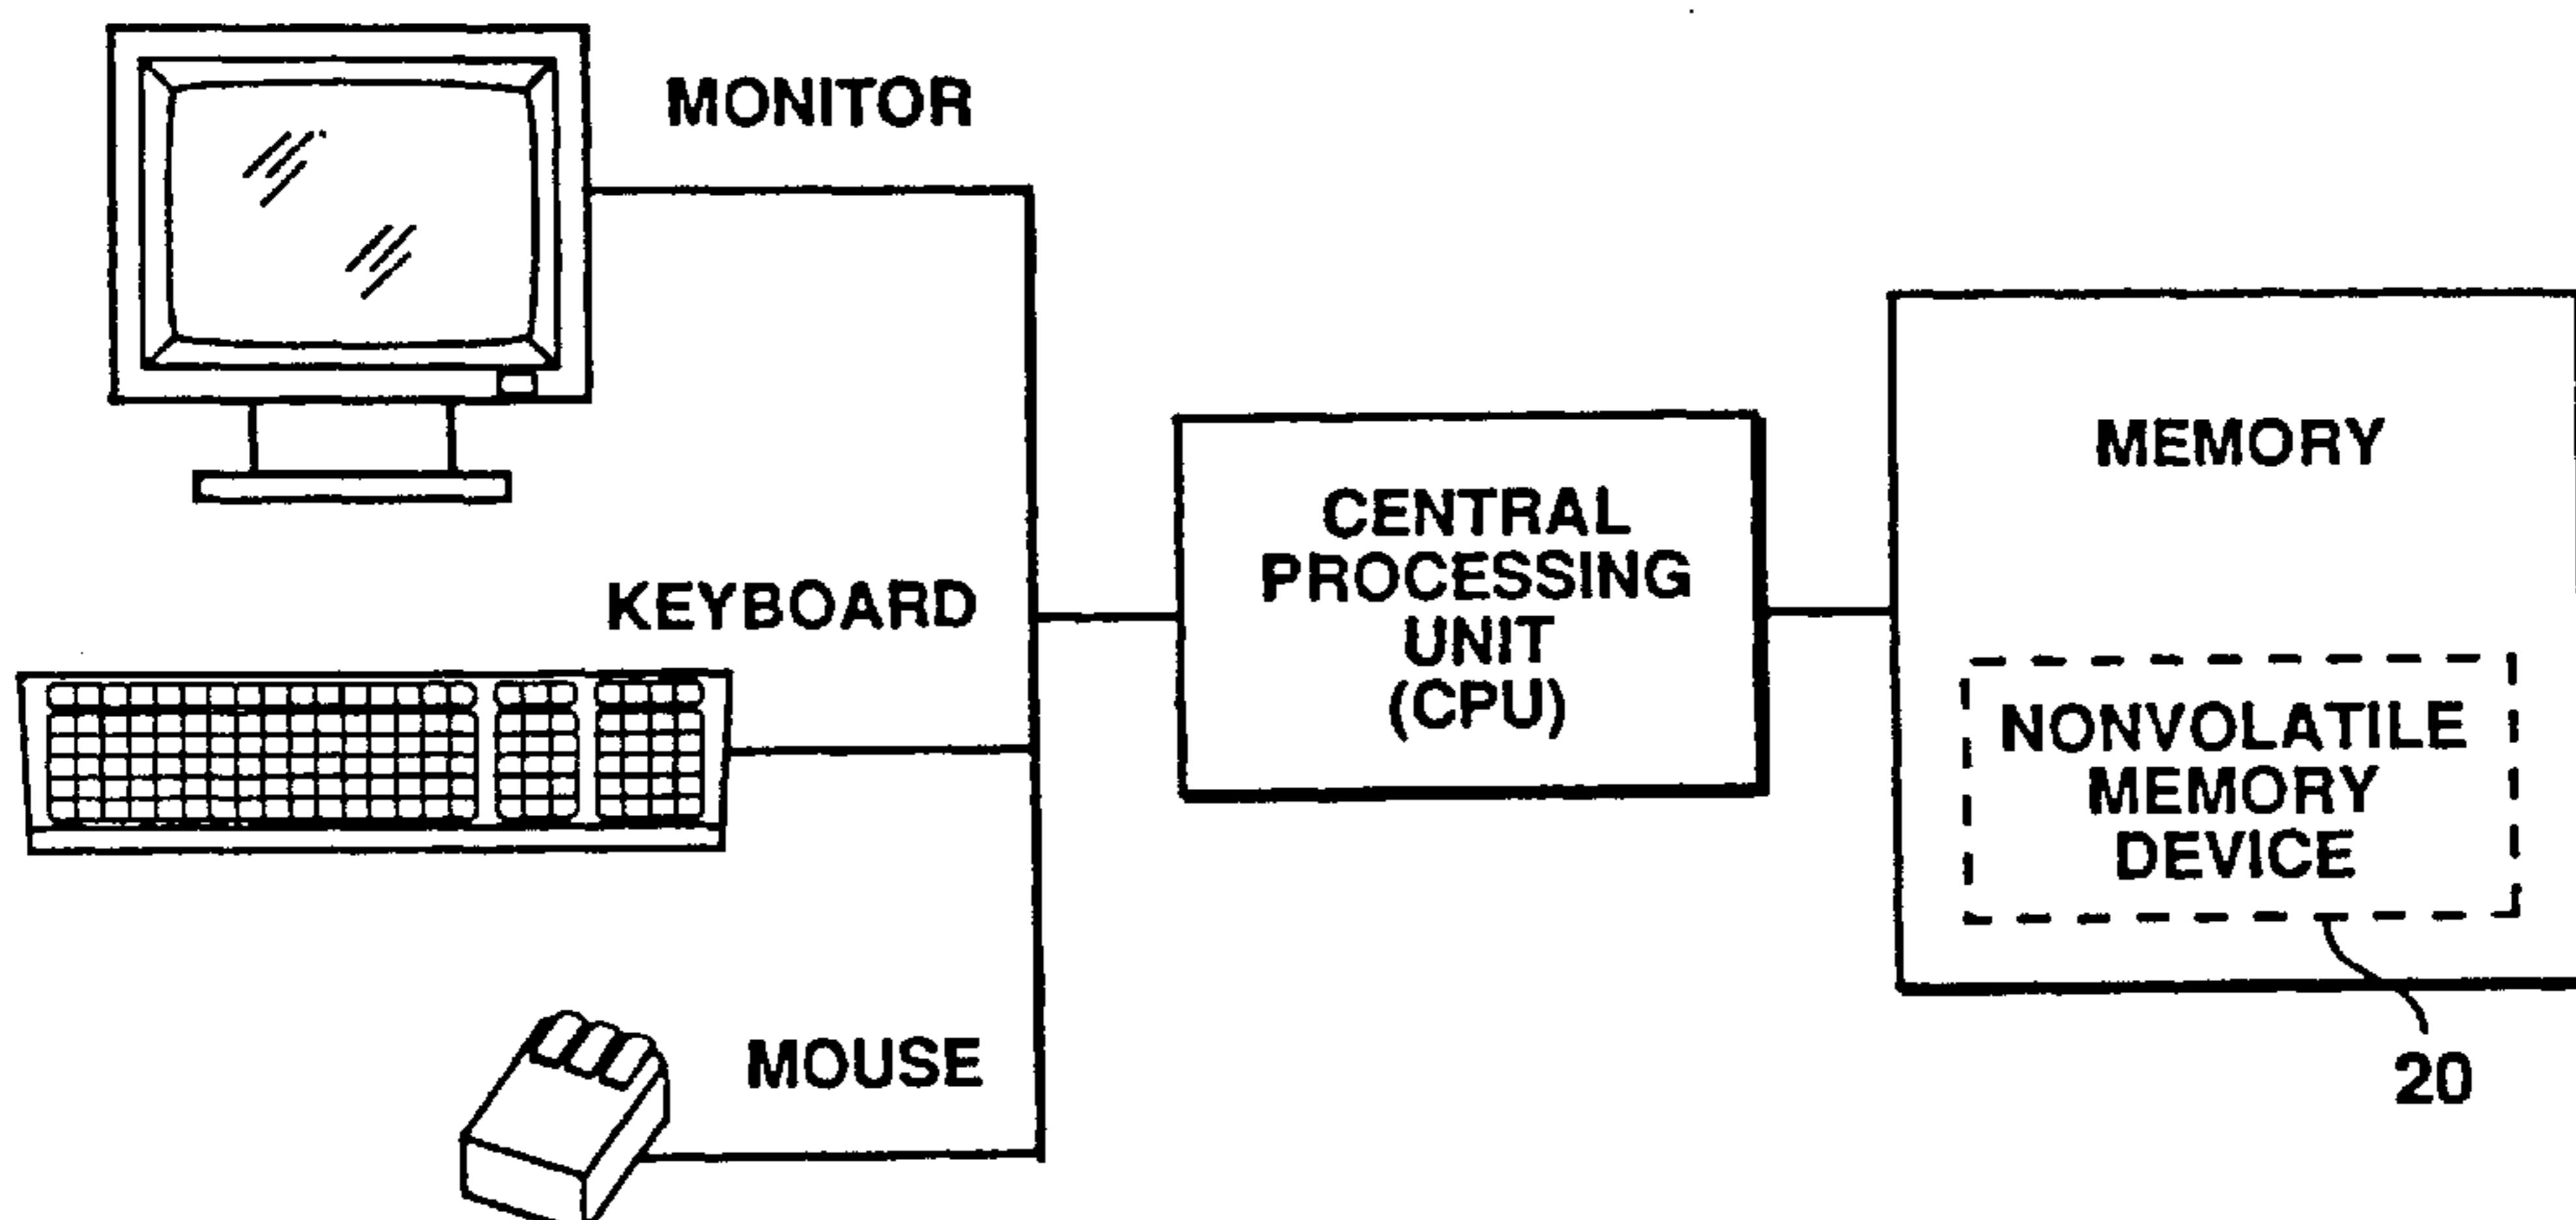 MONITOR
KEYBOARD
MOUSE
CENTRAL
PROCESSING
UNIT
(CPU)
MEMORY
NONVOLATILE
MEMORY
DEVICE
20